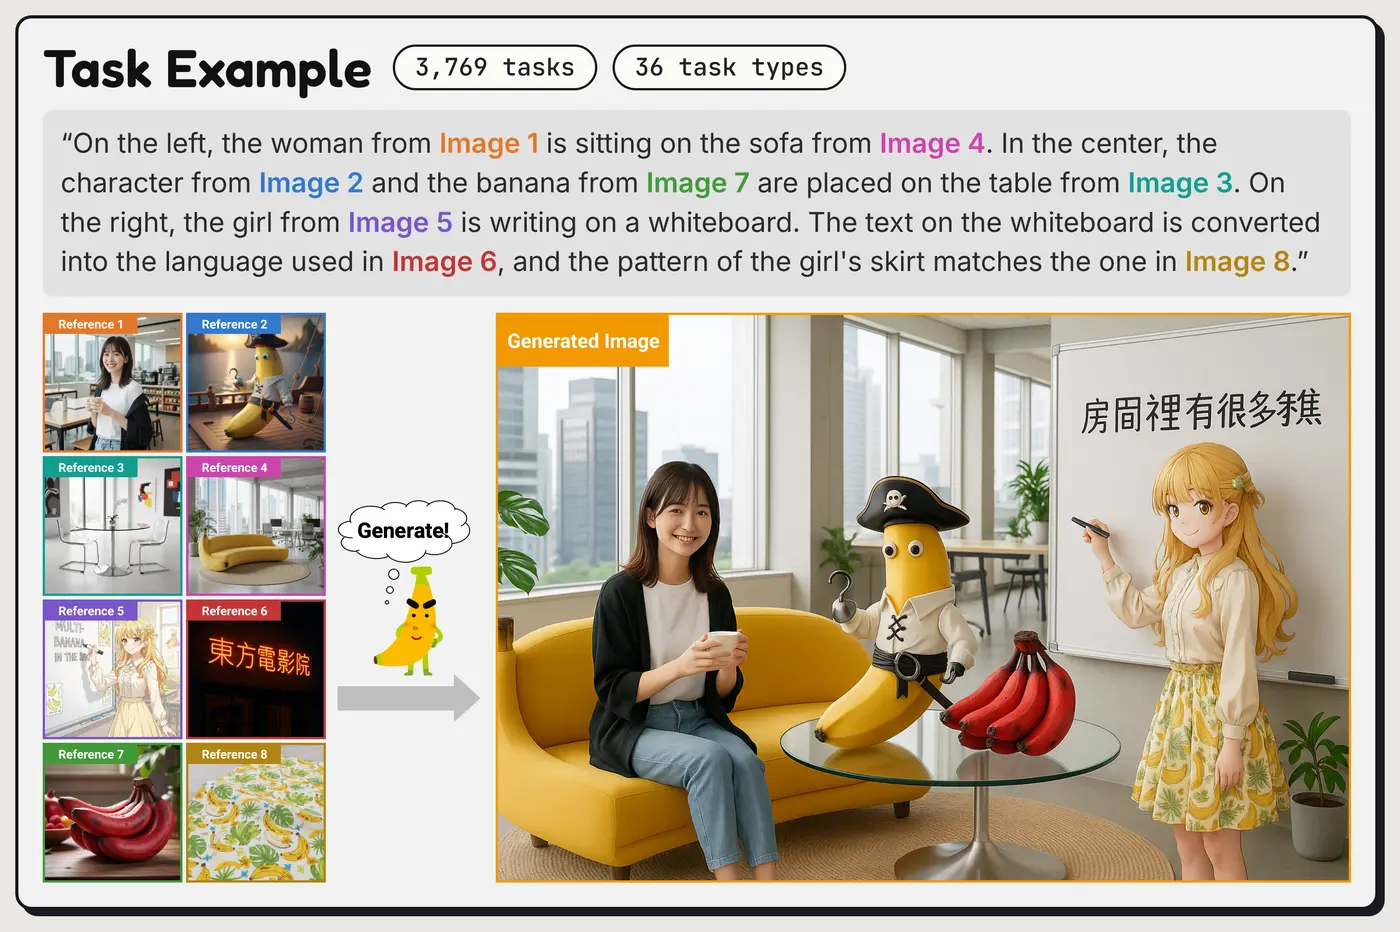 Task Example
3,769 tasks
36 task types
“On the left, the woman from Image 1 is sitting on the sofa from Image 4. In the center, the
character from Image 2 and the banana from Image 7 are placed on the table from Image 3. On
the right, the girl from Image 5 is writing on a whiteboard. The text on the whiteboard is converted
into the language used in Image 6, and the pattern of the girl's skirt matches the one in Image 8.”
Reference 1
Reference 2
Reference 3
Reference 4
Reference 5
MULTI-
BANANA
IN THE
Reference 6
東方電影院
Reference 7
Reference 8
Generate!
Generated Image
房間裡有很多